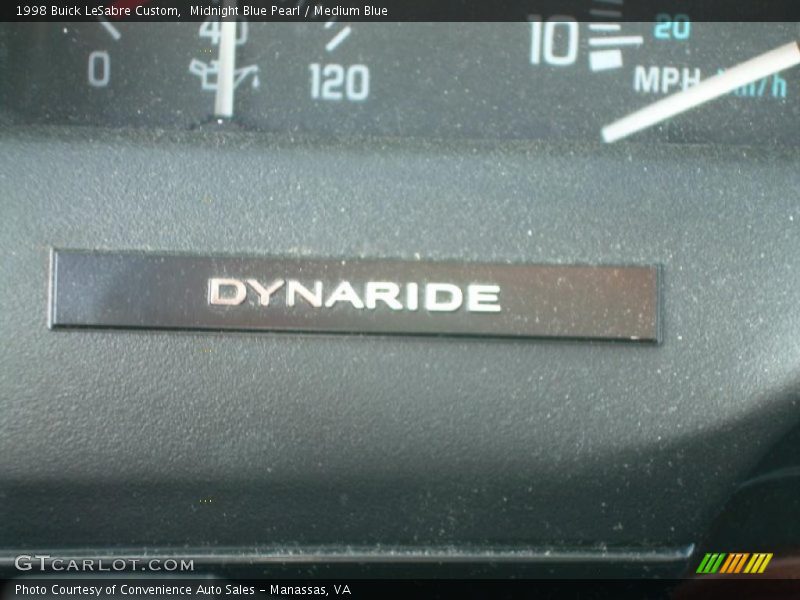 1998 Buick LeSabre Custom, Midnight Blue Pearl / Medium Blue
0 40 120 10 20
MPH km/h
DYNARIDE
GTCARLOT.COM
Photo Courtesy of Convenience Auto Sales - Manassas, VA